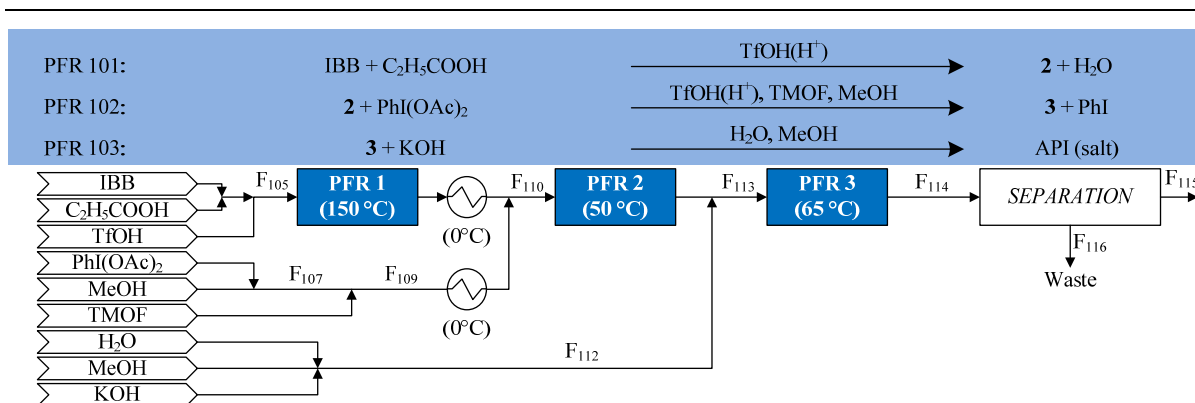 PFR 101: IBB + C₂H₅COOH TfOH(H⁺) 2 + H₂O
PFR 102: 2 + PhI(OAc)₂ TfOH(H⁺), TMOF, MeOH 3 + PhI
PFR 103: 3 + KOH H₂O, MeOH API (salt)
IBB
C₂H₅COOH
TfOH
PhI(OAc)₂
MeOH
TMOF
H₂O
MeOH
KOH
F₁₀₅
PFR 1
(150 °C)
(0°C)
F₁₀₇
F₁₀₉
(0°C)
F₁₁₀
PFR 2
(50 °C)
F₁₁₂
F₁₁₃
PFR 3
(65 °C)
F₁₁₄
SEPARATION
F₁₁₅
F₁₁₆
Waste